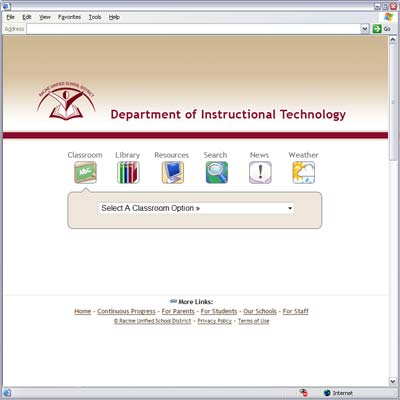 File Edit View Favorites Tools Help
Address
Go
RACINE UNIFIED SCHOOL DISTRICT
Department of Instructional Technology
Classroom Library Resources Search News Weather
ABC
Select A Classroom Option »
More Links:
Home - Continuous Progress - For Parents - For Students - Our Schools - For Staff
© Racine Unified School District - Privacy Policy - Terms of Use
Internet